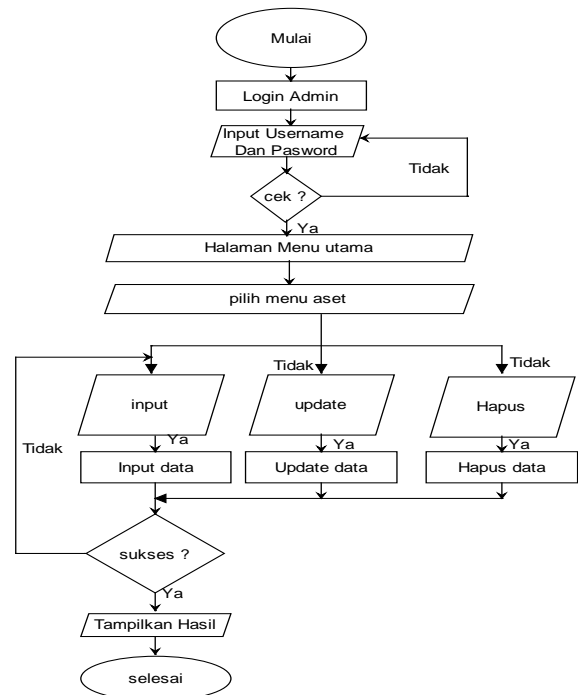 Mulai
Login Admin
Input Username
Dan Pasword
Tidak
cek ?
Ya
Halaman Menu utama
pilih menu aset
Tidak
Tidak
input
update
Hapus
Tidak
Ya
Ya
Ya
Input data
Update data
Hapus data
sukses ?
Ya
Tampilkan Hasil
selesai